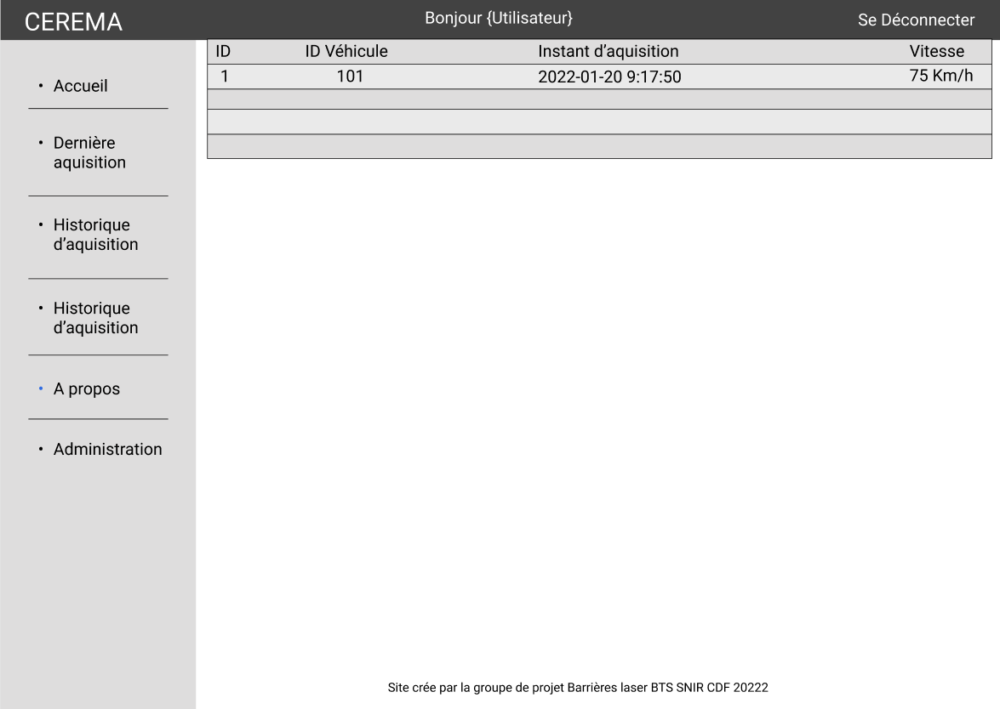 CEREMA
Bonjour {Utilisateur}
Se Déconnecter
ID ID Véhicule Instant d’aquisition Vitesse
1 101 2022-01-20 9:17:50 75 Km/h
• Accueil
• Dernière
aquisition
• Historique
d’aquisition
• Historique
d’aquisition
• A propos
• Administration
Site crée par la groupe de projet Barrières laser BTS SNIR CDF 20222